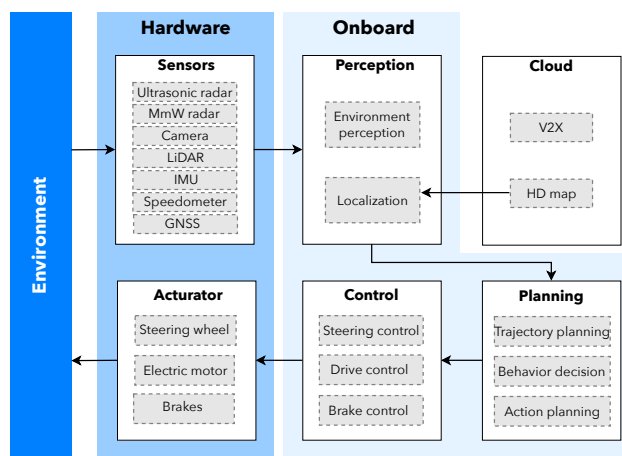 Hardware
Onboard
Sensors
Ultrasonic radar
MmW radar
Camera
LiDAR
IMU
Speedometer
GNSS
Perception
Environment
perception
Localization
Cloud
V2X
HD map
Environment
Acturator
Steering wheel
Electric motor
Brakes
Control
Steering control
Drive control
Brake control
Planning
Trajectory planning
Behavior decision
Action planning